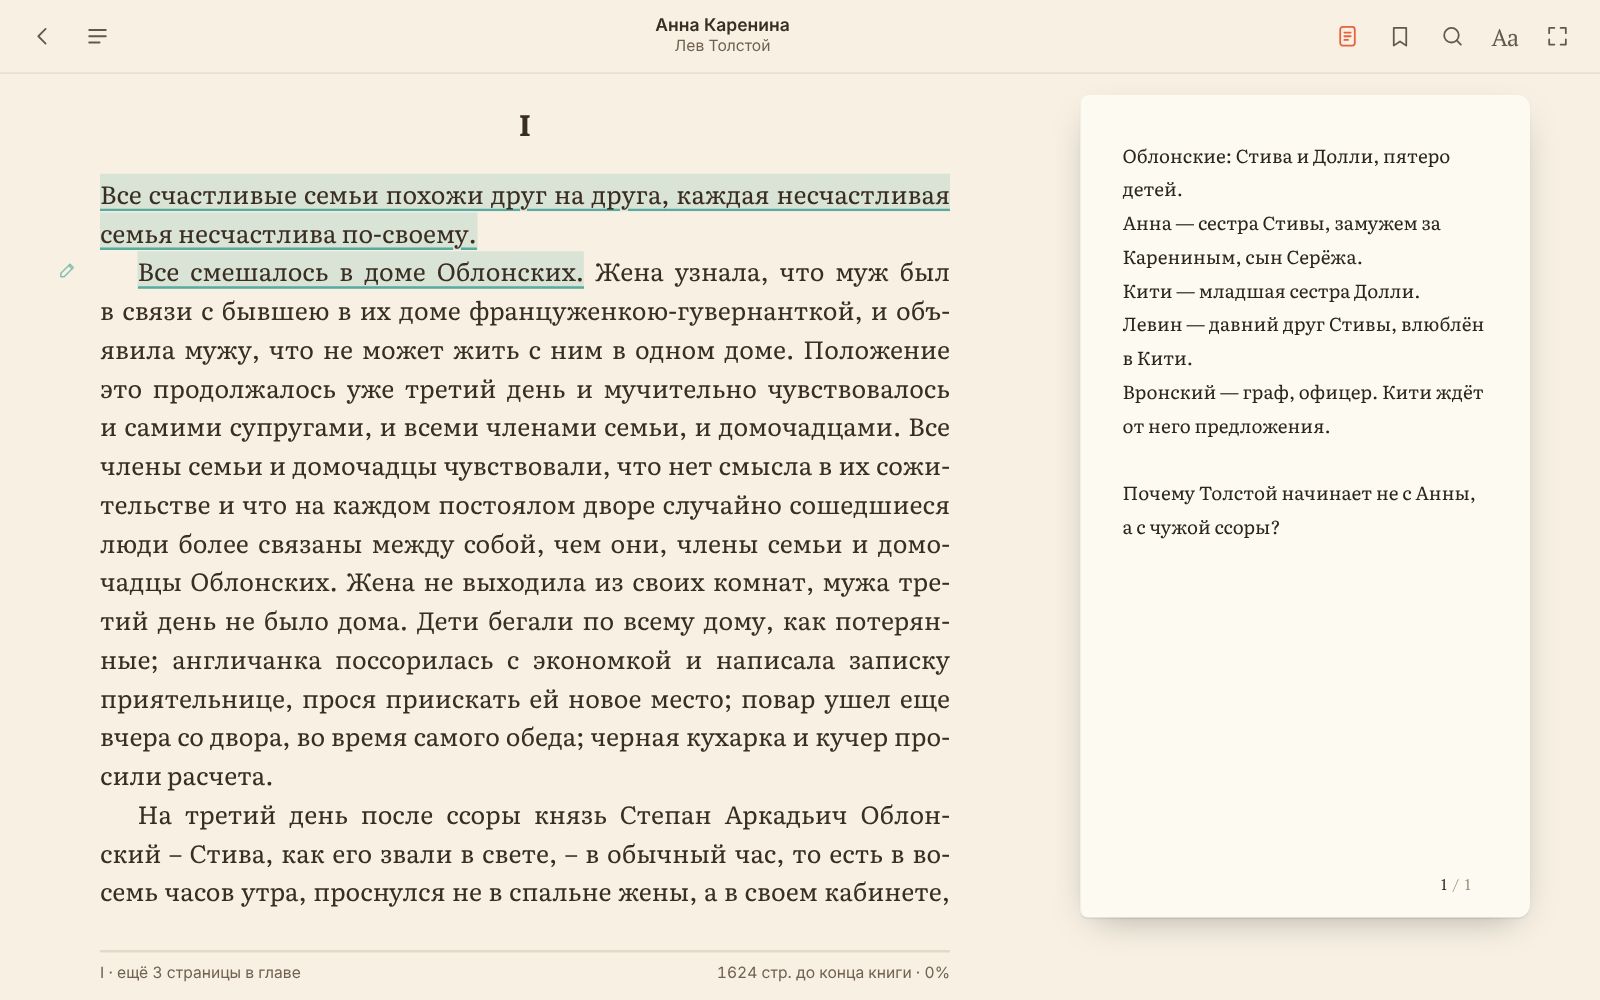 Анна Каренина
Лев Толстой
Aa
I
Все счастливые семьи похожи друг на друга, каждая несчастливая
семья несчастлива по-своему.
Все смешалось в доме Облонских. Жена узнала, что муж был
в связи с бывшею в их доме француженкою-гувернанткой, и объ-
явила мужу, что не может жить с ним в одном доме. Положение
это продолжалось уже третий день и мучительно чувствовалось
и самими супругами, и всеми членами семьи, и домочадцами. Все
члены семьи и домочадцы чувствовали, что нет смысла в их сожи-
тельстве и что на каждом постоялом дворе случайно сошедшиеся
люди более связаны между собой, чем они, члены семьи и домо-
чадцы Облонских. Жена не выходила из своих комнат, мужа тре-
тий день не было дома. Дети бегали по всему дому, как потерян-
ные; англичанка поссорилась с экономкой и написала записку
приятельнице, прося приискать ей новое место; повар ушел еще
вчера со двора, во время самого обеда; черная кухарка и кучер про-
сили расчета.
На третий день после ссоры князь Степан Аркадьич Облон-
ский – Стива, как его звали в свете, – в обычный час, то есть в во-
семь часов утра, проснулся не в спальне жены, а в своем кабинете,
I · ещё 3 страницы в главе
1624 стр. до конца книги · 0%
Облонские: Стива и Долли, пятеро
детей.
Анна — сестра Стивы, замужем за
Карениным, сын Серёжа.
Кити — младшая сестра Долли.
Левин — давний друг Стивы, влюблён
в Кити.
Вронский — граф, офицер. Кити ждёт
от него предложения.
Почему Толстой начинает не с Анны,
а с чужой ссоры?
1 / 1